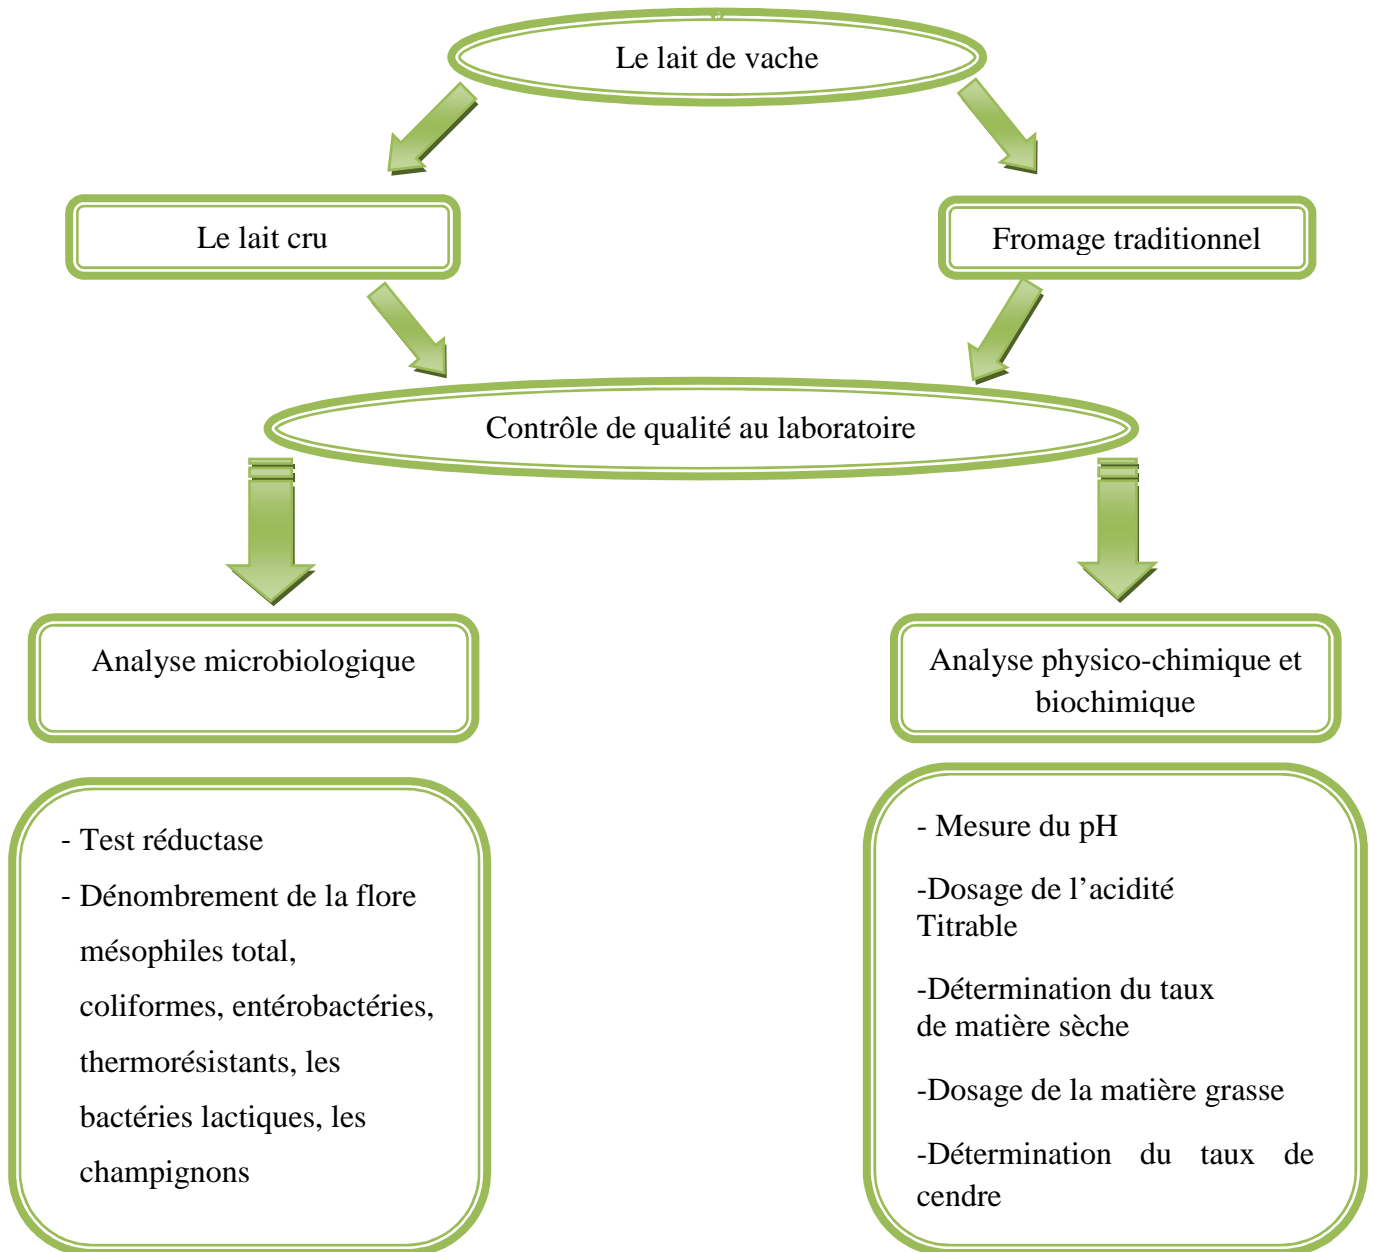 Le lait de vache
Le lait cru
Fromage traditionnel
Contrôle de qualité au laboratoire
Analyse microbiologique
Analyse physico-chimique et
biochimique
- Test réductase
- Dénombrement de la flore
mésophiles total,
coliformes, entérobactéries,
thermorésistants, les
bactéries lactiques, les
champignons
- Mesure du pH
-Dosage de l’acidité
Titrable
-Détermination du taux
de matière sèche
-Dosage de la matière grasse
-Détermination du taux de
cendre